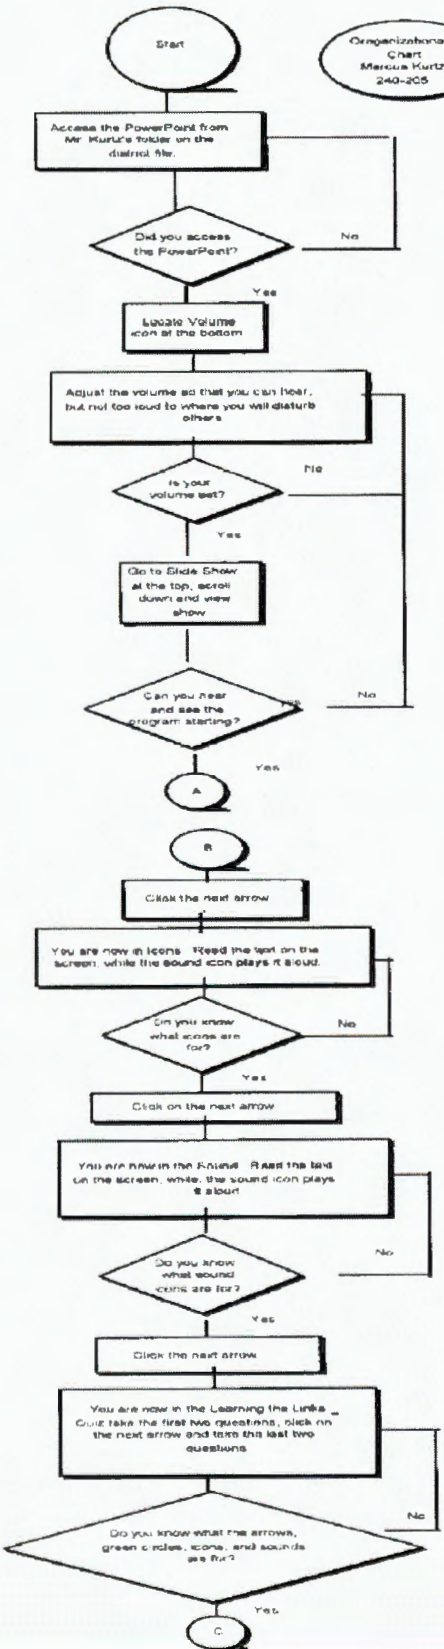 Start
Oroganizational
Chart
Marcus Kurtz
240-205
Access the PowerPoint from
Mr. Kurtz's folder on the
district file.
Did you access
the PowerPoint?
No
Yes
Locate Volume
icon at the bottom
Adjust the volume so that you can hear,
but not too loud to where you will disturb
others
Is your
volume set?
No
Yes
Go to Slide Show
at the top, scroll
down and view
show
Can you hear
and see the
program starting?
yes
No
Yes
A
B
Click the next arrow
You are now in Icons. Read the text on the
screen, while the sound icon plays it aloud.
Do you know
what icons are
for?
No
Yes
Click on the next arrow
You are now in the Sound. Read the text
on the screen, while, the sound icon plays
it aloud
Do you know
what sound
icons are for?
No
Yes
Click the next arrow
You are now in the Learning the Links
Quiz take the first two questions, click on
the next arrow and take the last two
questions
Do you know what the arrows,
green circles, icons, and sounds
are for?
No
Yes
C